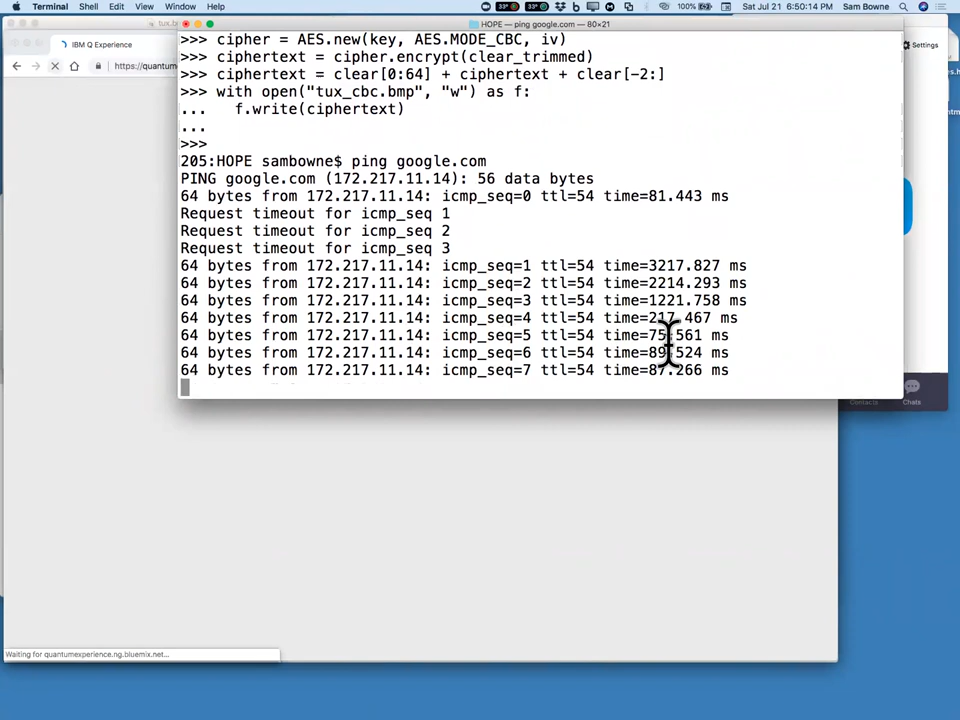 Terminal Shell Edit View Window Help
33° 33° 100% Sat Jul 21 5:50:14 PM Sam Bowne
HOPE — ping google.com — 80×21
tux.b
IBM Q Experience
https://quantum
Settings
>>> cipher = AES.new(key, AES.MODE_CBC, iv)
>>> ciphertext = cipher.encrypt(clear_trimmed)
>>> ciphertext = clear[0:64] + ciphertext + clear[-2:]
>>> with open("tux_cbc.bmp", "w") as f:
... f.write(ciphertext)
...
>>>
205:HOPE sambowne$ ping google.com
PING google.com (172.217.11.14): 56 data bytes
64 bytes from 172.217.11.14: icmp_seq=0 ttl=54 time=81.443 ms
Request timeout for icmp_seq 1
Request timeout for icmp_seq 2
Request timeout for icmp_seq 3
64 bytes from 172.217.11.14: icmp_seq=1 ttl=54 time=3217.827 ms
64 bytes from 172.217.11.14: icmp_seq=2 ttl=54 time=2214.293 ms
64 bytes from 172.217.11.14: icmp_seq=3 ttl=54 time=1221.758 ms
64 bytes from 172.217.11.14: icmp_seq=4 ttl=54 time=217.467 ms
64 bytes from 172.217.11.14: icmp_seq=5 ttl=54 time=75.561 ms
64 bytes from 172.217.11.14: icmp_seq=6 ttl=54 time=89.524 ms
64 bytes from 172.217.11.14: icmp_seq=7 ttl=54 time=87.266 ms
Contacts Chats
Waiting for quantumexperience.ng.bluemix.net...